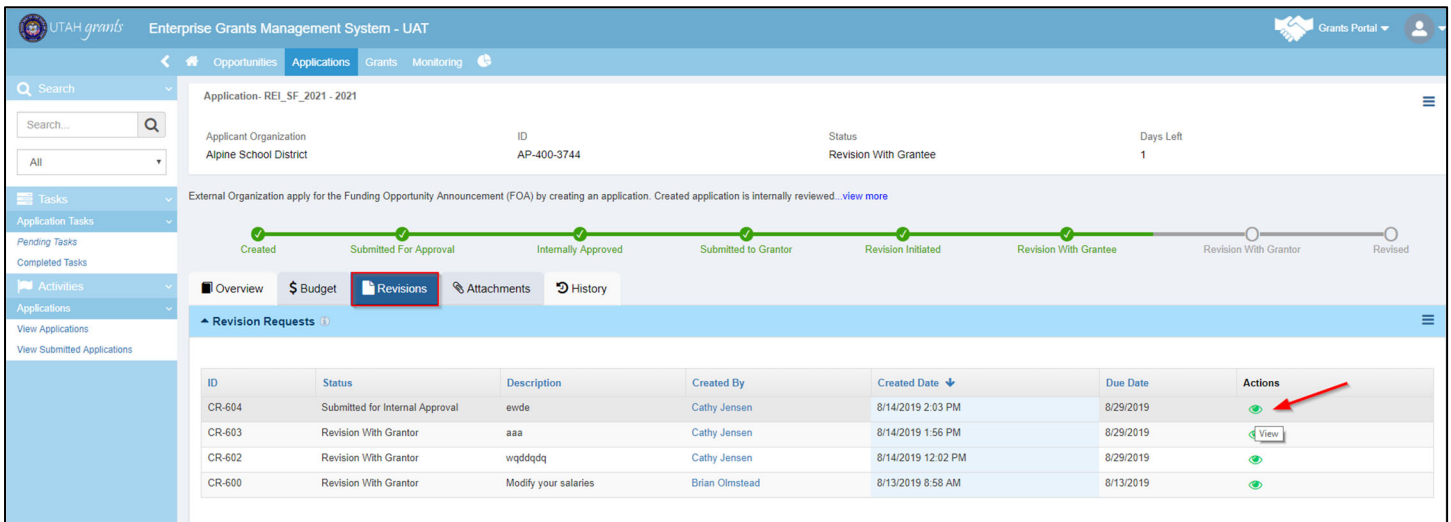 UTAH grants Enterprise Grants Management System - UAT Grants Portal
Opportunities Applications Grants Monitoring
Search
Search...
All
Tasks
Application Tasks
Pending Tasks
Completed Tasks
Activities
Applications
View Applications
View Submitted Applications
Application- REI_SF_2021 - 2021
Applicant Organization ID Status Days Left
Alpine School District AP-400-3744 Revision With Grantee 1
External Organization apply for the Funding Opportunity Announcement (FOA) by creating an application. Created application is internally reviewed...view more
Created Submitted For Approval Internally Approved Submitted to Grantor Revision Initiated Revision With Grantee Revision With Grantor Revised
Overview $ Budget Revisions Attachments History
Revision Requests
ID Status Description Created By Created Date Due Date Actions
CR-604 Submitted for Internal Approval ewde Cathy Jensen 8/14/2019 2:03 PM 8/29/2019
CR-603 Revision With Grantor aaa Cathy Jensen 8/14/2019 1:56 PM 8/29/2019 View
CR-602 Revision With Grantor wqddqdq Cathy Jensen 8/14/2019 12:02 PM 8/29/2019
CR-600 Revision With Grantor Modify your salaries Brian Olmstead 8/13/2019 8:58 AM 8/13/2019